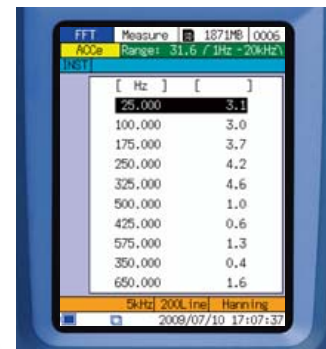 FFT Measure 1871MB 0006
ACCe Range: 31.6 / 1Hz -20kHz\
INST
[ Hz ] [ ]
25.000 3.1
100.000 3.0
175.000 3.7
250.000 4.2
325.000 4.6
500.000 1.0
425.000 0.6
575.000 1.3
350.000 0.4
650.000 1.6
5kHz 200Line Hanning
2009/07/10 17:07:37